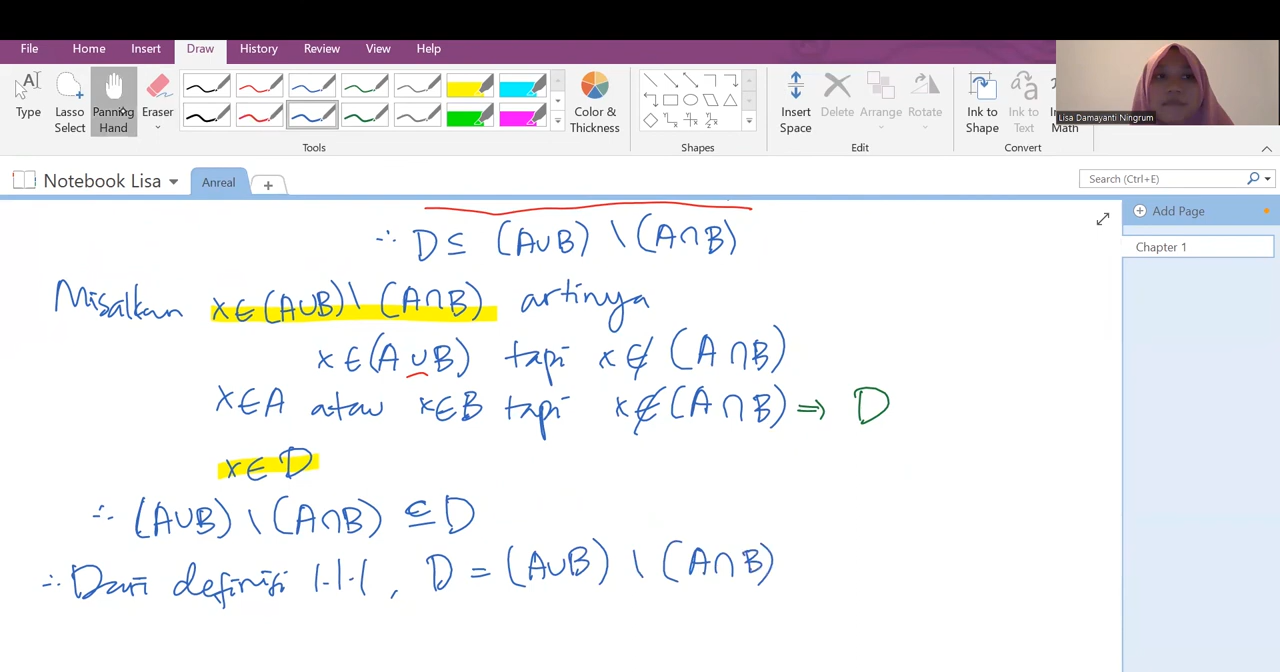 File Home Insert Draw History Review View Help
Type
Lasso Select
Panning Hand
Eraser
Color & Thickness
Insert Space
Delete
Arrange
Rotate
Ink to Shape
Ink to Text
Ink to Math
Tools Shapes Edit Convert
Lisa Damayanti Ningrum
Notebook Lisa Anreal
Search (Ctrl+E)
Add Page
Chapter 1
∴ D ⊆ (A∪B) \ (A∩B)
Misalkan x∈(A∪B) \ (A∩B) artinya
x∈(A∪B) tapi x∉(A∩B)
x∈A atau x∈B tapi x∉(A∩B) ⇒ D
x∈D
∴ (A∪B) \ (A∩B) ⊆ D
∴ Dari definisi 1.1.1, D = (A∪B) \ (A∩B)